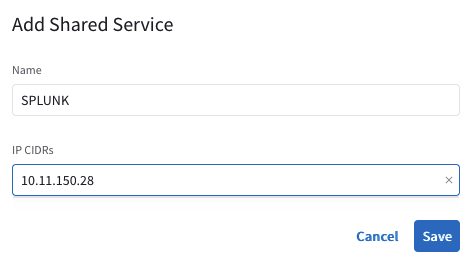 Add Shared Service
Name
SPLUNK
IP CIDRs
10.11.150.28 ×
Cancel Save